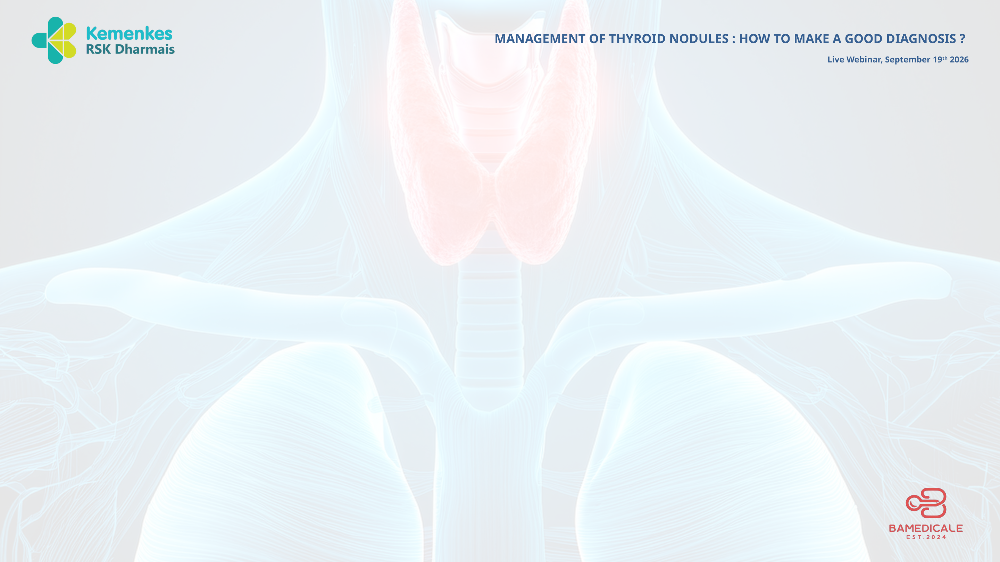 Kemenkes
RSK Dharmais
MANAGEMENT OF THYROID NODULES : HOW TO MAKE A GOOD DIAGNOSIS ?
Live Webinar, September 19th 2026
BAMEDICALE
EST.2024